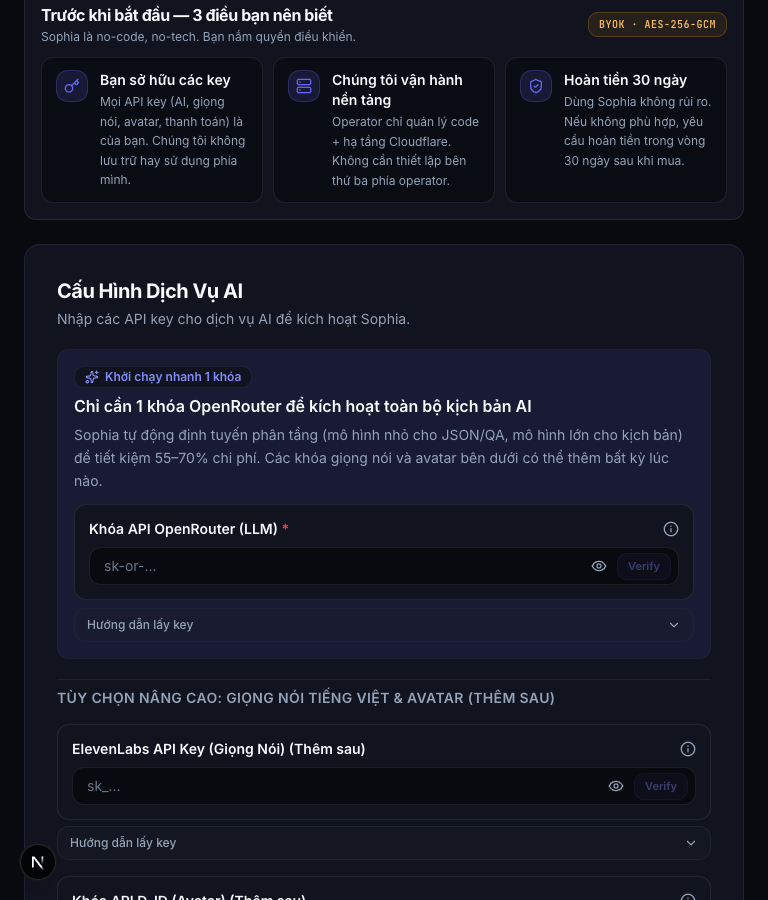 Trước khi bắt đầu — 3 điều bạn nên biết
Sophia là no-code, no-tech. Bạn nắm quyền điều khiển.
BYOK · AES-256-GCM
Bạn sở hữu các key
Mọi API key (AI, giọng
nói, avatar, thanh toán) là
của bạn. Chúng tôi không
lưu trữ hay sử dụng phía
mình.
Chúng tôi vận hành
nền tảng
Operator chỉ quản lý code
+ hạ tầng Cloudflare.
Không cần thiết lập bên
thứ ba phía operator.
Hoàn tiền 30 ngày
Dùng Sophia không rủi ro.
Nếu không phù hợp, yêu
cầu hoàn tiền trong vòng
30 ngày sau khi mua.
Cấu Hình Dịch Vụ AI
Nhập các API key cho dịch vụ AI để kích hoạt Sophia.
Khởi chạy nhanh 1 khóa
Chỉ cần 1 khóa OpenRouter để kích hoạt toàn bộ kịch bản AI
Sophia tự động định tuyến phân tầng (mô hình nhỏ cho JSON/QA, mô hình lớn cho kịch bản)
để tiết kiệm 55–70% chi phí. Các khóa giọng nói và avatar bên dưới có thể thêm bất kỳ lúc
nào.
Khóa API OpenRouter (LLM) *
sk-or-...
Verify
Hướng dẫn lấy key
TÙY CHỌN NÂNG CAO: GIỌNG NÓI TIẾNG VIỆT & AVATAR (THÊM SAU)
ElevenLabs API Key (Giọng Nói) (Thêm sau)
sk_...
Verify
Hướng dẫn lấy key
N
Khóa API D-ID (Avatar) (Thêm sau)